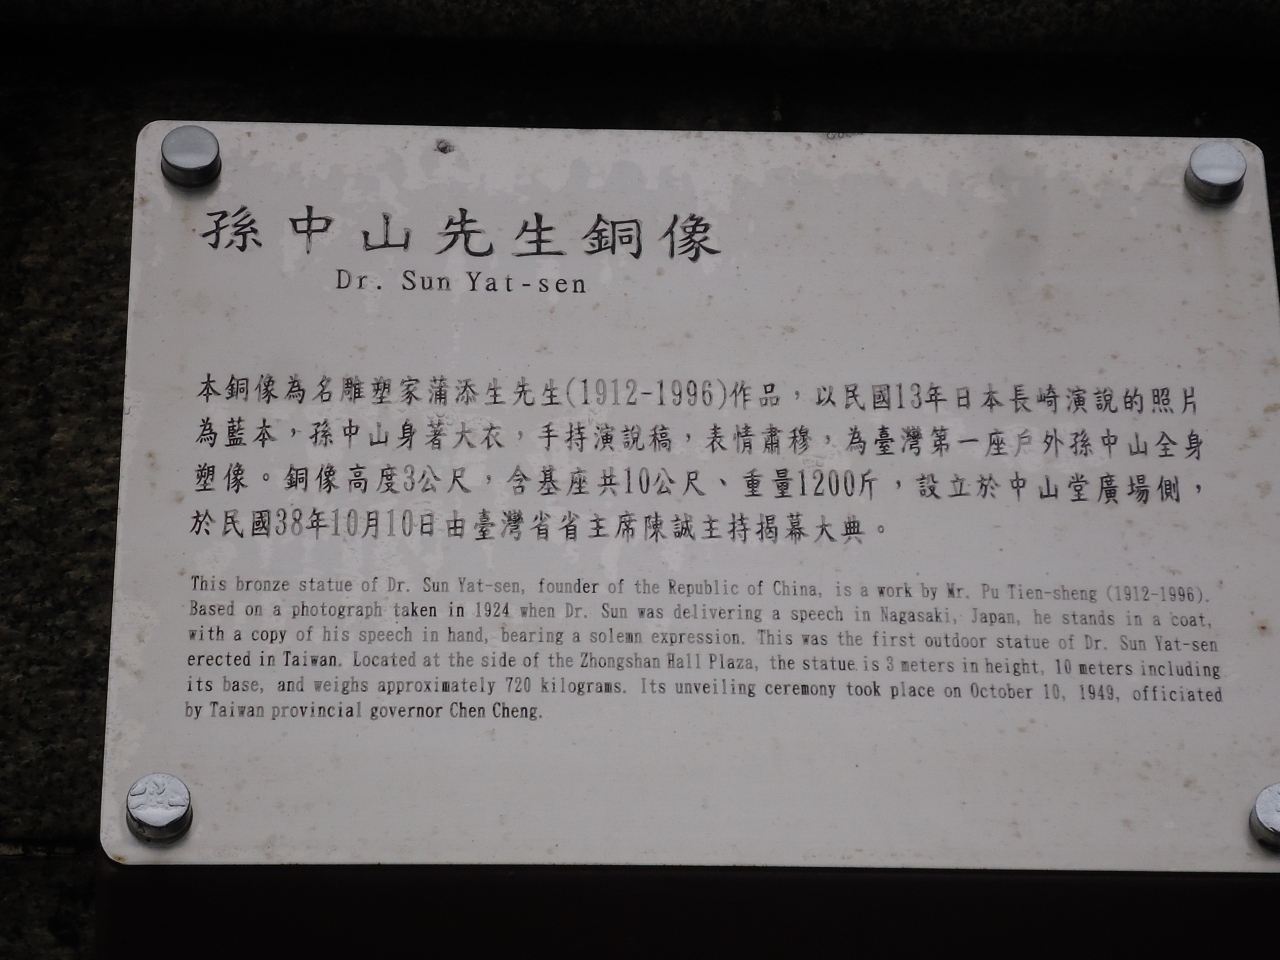 孫中山先生銅像
Dr. Sun Yat-sen
本銅像為名雕塑家蒲添生先生(1912-1996)作品，以民國13年日本長崎演說的照片
為藍本，孫中山身著大衣，手持演說稿，表情肅穆，為臺灣第一座戶外孫中山全身
塑像。銅像高度3公尺，含基座共10公尺、重量1200斤，設立於中山堂廣場側，
於民國38年10月10日由臺灣省省主席陳誠主持揭幕大典。
This bronze statue of Dr. Sun Yat-sen, founder of the Republic of China, is a work by Mr. Pu Tien-sheng (1912-1996).
Based on a photograph taken in 1924 when Dr. Sun was delivering a speech in Nagasaki, Japan, he stands in a coat,
with a copy of his speech in hand, bearing a solemn expression. This was the first outdoor statue of Dr. Sun Yat-sen
erected in Taiwan. Located at the side of the Zhongshan Hall Plaza, the statue is 3 meters in height, 10 meters including
its base, and weighs approximately 720 kilograms. Its unveiling ceremony took place on October 10, 1949, officiated
by Taiwan provincial governor Chen Cheng.